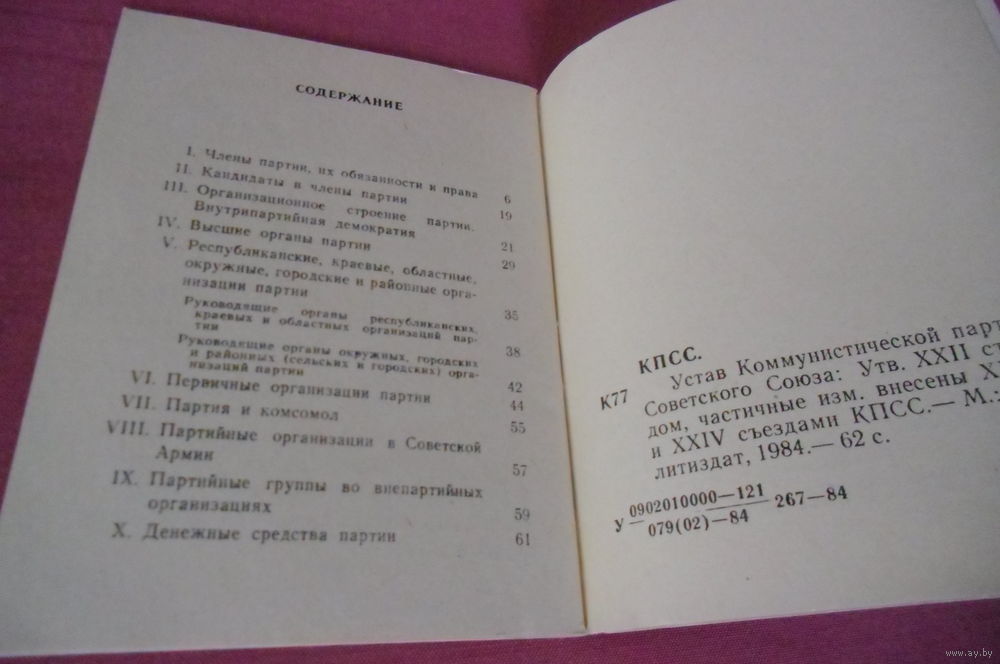 СОДЕРЖАНИЕ
I. Члены партии, их обязанности и права 6
II. Кандидаты в члены партии 19
III. Организационное строение партии.
Внутрипартийная демократия 21
IV. Высшие органы партии 29
V. Республиканские, краевые, областные,
окружные, городские и районные орга-
низации партии 35
Руководящие органы республиканских,
краевых и областных организаций пар-
тии 38
Руководящие органы окружных, городских
и районных (сельских и городских) орга-
низаций партии 42
VI. Первичные организации партии 44
VII. Партия и комсомол 55
VIII. Партийные организации в Советской
Армии 57
IX. Партийные группы во внепартийных
организациях 59
X. Денежные средства партии 61
КПСС.
К77 Устав Коммунистической парт
Советского Союза: Утв. XXII съ
дом, частичные изм. внесены X
и XXIV съездами КПСС.— М.:
литиздат, 1984.— 62 с.
У 0902010000—121
079(02)—84 267—84
www.ay.by